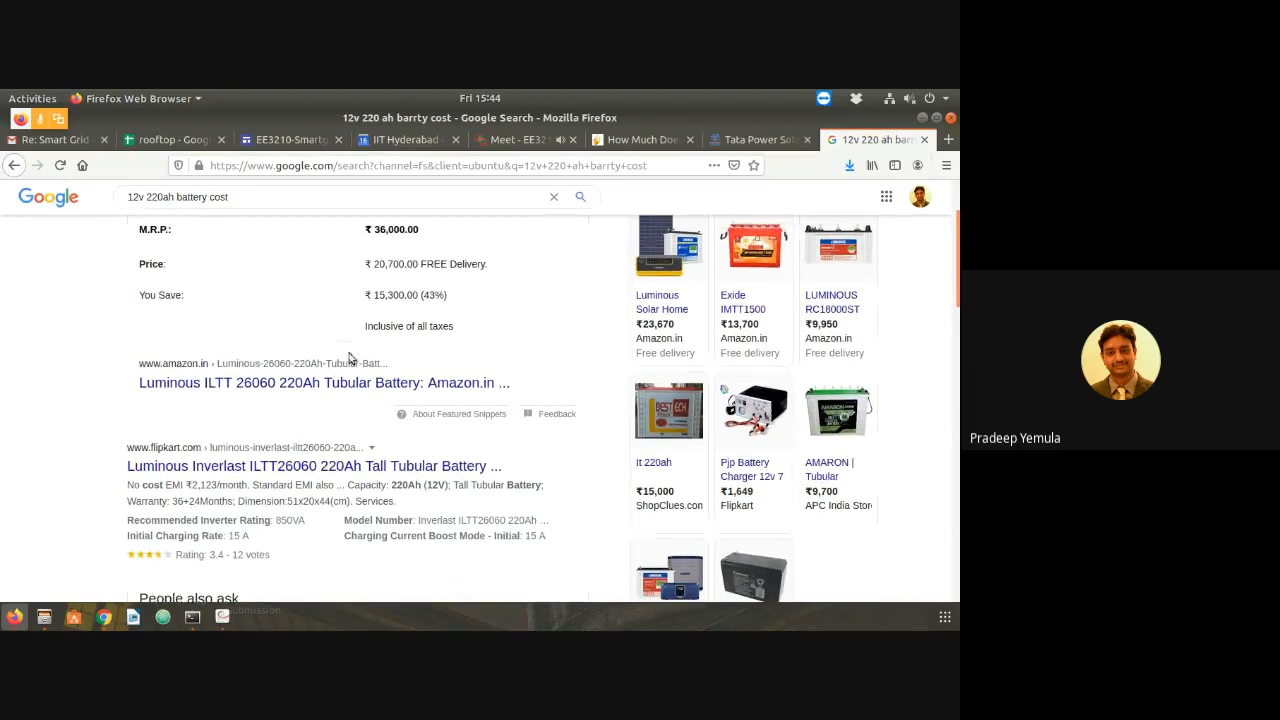 Activities
Firefox Web Browser
Fri 15:44
12v 220 ah barrty cost - Google Search - Mozilla Firefox
Re: Smart Grid -
rooftop - Goog
EE3210-Smartg
IIT Hyderabad -
Meet - EE321
How Much Doe
Tata Power Sol
12v 220 ah barr
https://www.google.com/search?channel=fs&client=ubuntu&q=12v+220+ah+barrty+cost
Google
12v 220ah battery cost
M.R.P.:
₹ 36,000.00
Price:
₹ 20,700.00 FREE Delivery.
You Save:
₹ 15,300.00 (43%)
Inclusive of all taxes
www.amazon.in › Luminous-26060-220Ah-Tubular-Batt...
Luminous ILTT 26060 220Ah Tubular Battery: Amazon.in ...
About Featured Snippets
Feedback
www.flipkart.com › luminous-inverlast-iltt26060-220a...
Luminous Inverlast ILTT26060 220Ah Tall Tubular Battery ...
No cost EMI ₹2,123/month. Standard EMI also ... Capacity: 220Ah (12V); Tall Tubular Battery;
Warranty: 36+24Months; Dimension:51x20x44(cm). Services.
Recommended Inverter Rating: 850VA
Model Number: Inverlast ILTT26060 220Ah ...
Initial Charging Rate: 15 A
Charging Current Boost Mode - Initial: 15 A
Rating: 3.4 - 12 votes
People also ask
Luminous
Solar Home
₹23,670
Amazon.in
Free delivery
Exide
IMTT1500
₹13,700
Amazon.in
Free delivery
LUMINOUS
RC18000ST
₹9,950
Amazon.in
Free delivery
It 220ah
₹15,000
ShopClues.con
Pjp Battery
Charger 12v 7
₹1,649
Flipkart
AMARON |
Tubular
₹9,700
APC India Store
Pradeep Yemula